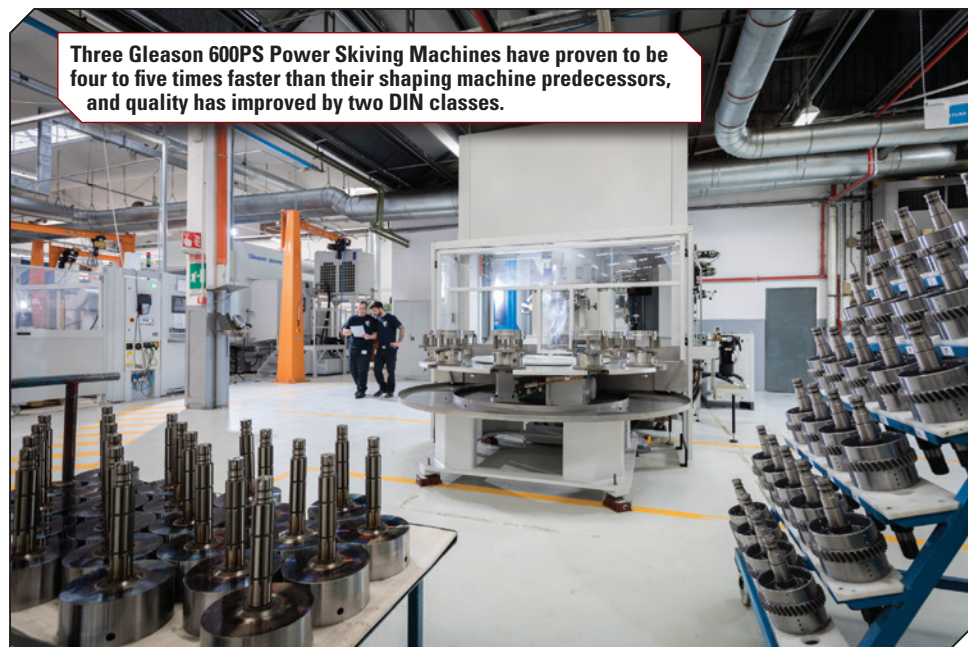 Three Gleason 600PS Power Skiving Machines have proven to be
four to five times faster than their shaping machine predecessors,
and quality has improved by two DIN classes.
Gleason